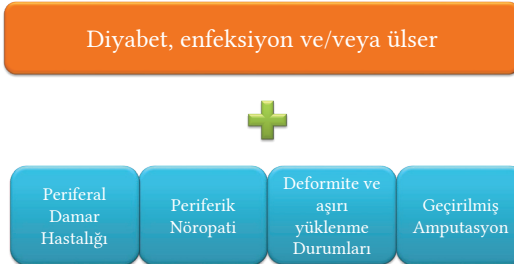 Diyabet, enfeksiyon ve/veya ülser
Periferal
Damar
Hastalığı
Periferik
Nöropati
Deformite ve
aşırı
yüklenme
Durumları
Geçirilmiş
Amputasyon